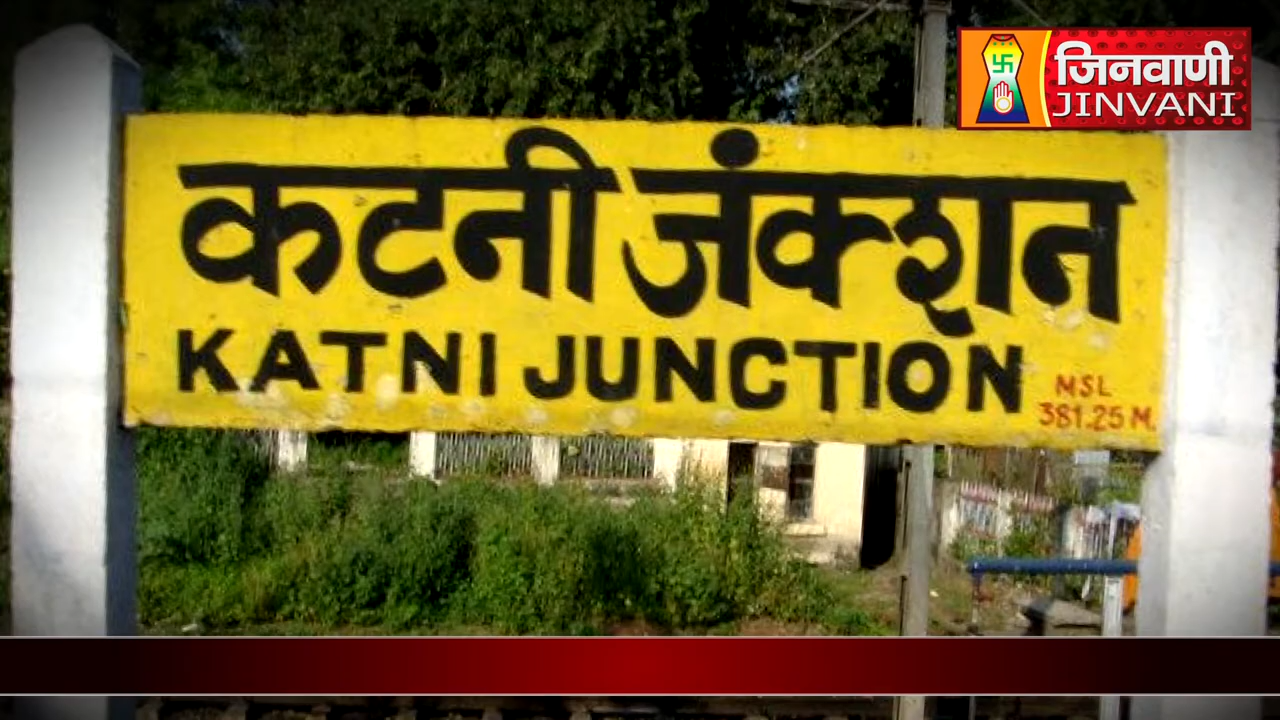 जिनवाणी
JINVANI
कटनी जंक्शन
KATNI JUNCTION
MSL
381.25 M.